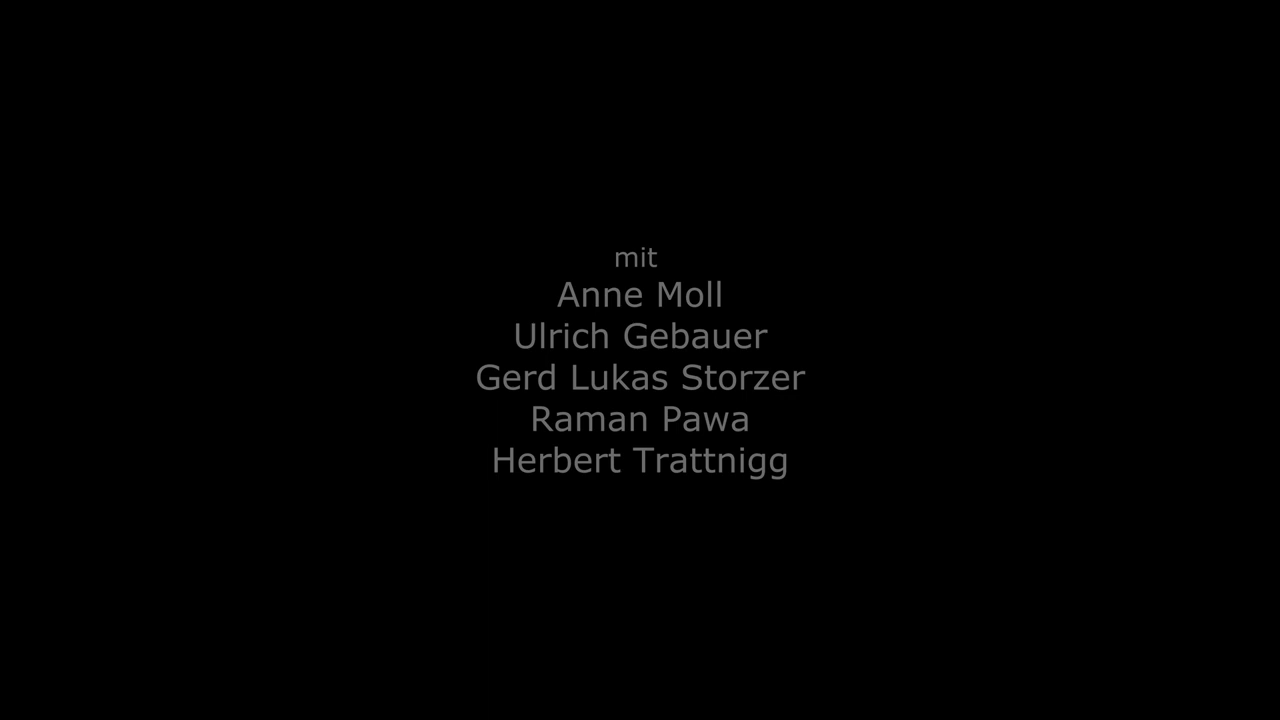 mit
Anne Moll
Ulrich Gebauer
Gerd Lukas Storzer
Raman Pawa
Herbert Trattnigg